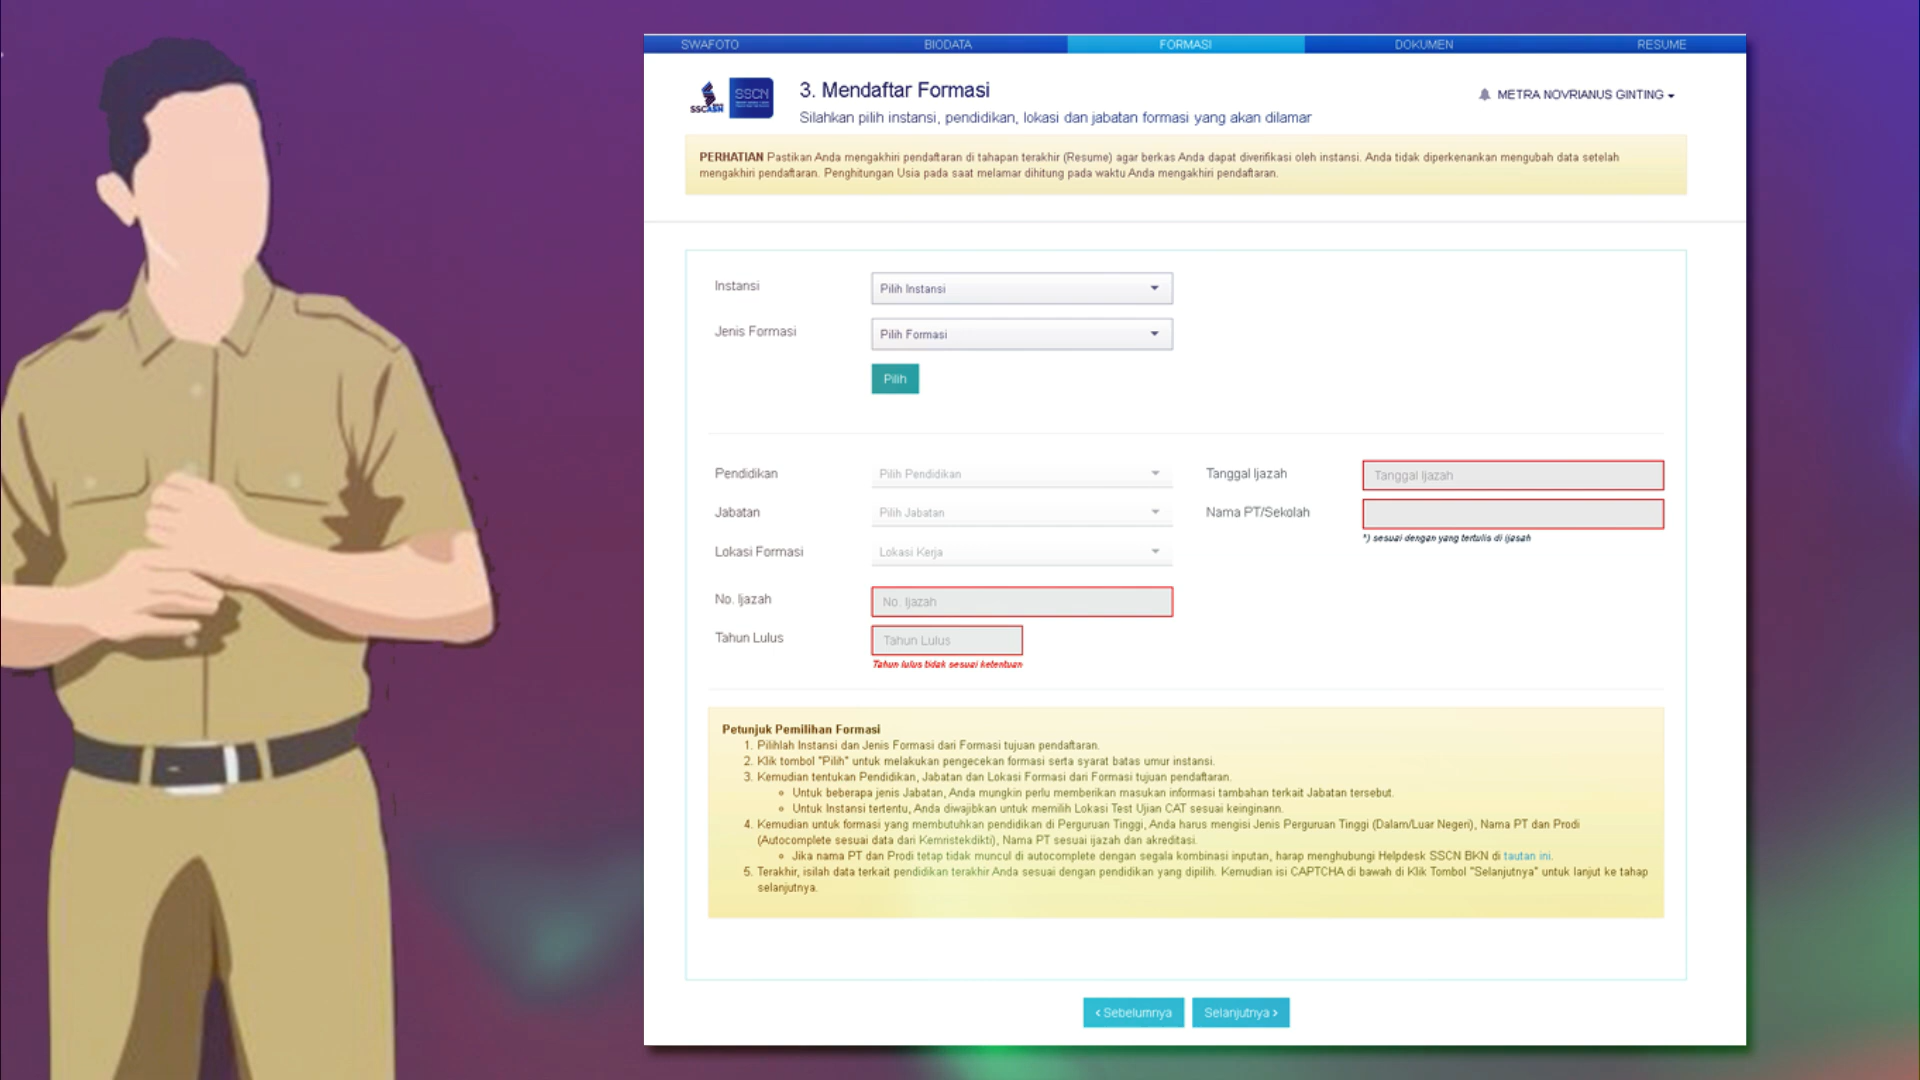 SWAFOTO BIODATA FORMASI DOKUMEN RESUME
SSCASN SSCN
3. Mendaftar Formasi
METRA NOVRIANUS GINTING
Silahkan pilih instansi, pendidikan, lokasi dan jabatan formasi yang akan dilamar
PERHATIAN Pastikan Anda mengakhiri pendaftaran di tahapan terakhir (Resume) agar berkas Anda dapat diverifikasi oleh instansi. Anda tidak diperkenankan mengubah data setelah
mengakhiri pendaftaran. Penghitungan Usia pada saat melamar dihitung pada waktu Anda mengakhiri pendaftaran.
Instansi Pilih Instansi
Jenis Formasi Pilih Formasi
Pilih
Pendidikan Pilih Pendidikan Tanggal Ijazah Tanggal Ijazah
Jabatan Pilih Jabatan Nama PT/Sekolah
*) sesuai dengan yang tertulis di ijasah
Lokasi Formasi Lokasi Kerja
No. Ijazah No. Ijazah
Tahun Lulus Tahun Lulus
Tahun lulus tidak sesuai ketentuan
Petunjuk Pemilihan Formasi
1. Pilihlah Instansi dan Jenis Formasi dari Formasi tujuan pendaftaran.
2. Klik tombol "Pilih" untuk melakukan pengecekan formasi serta syarat batas umur instansi.
3. Kemudian tentukan Pendidikan, Jabatan dan Lokasi Formasi dari Formasi tujuan pendaftaran.
Untuk beberapa jenis Jabatan, Anda mungkin perlu memberikan masukan informasi tambahan terkait Jabatan tersebut.
Untuk Instansi tertentu, Anda diwajibkan untuk memilih Lokasi Test Ujian CAT sesuai keinginann.
4. Kemudian untuk formasi yang membutuhkan pendidikan di Perguruan Tinggi, Anda harus mengisi Jenis Perguruan Tinggi (Dalam/Luar Negeri), Nama PT dan Prodi
(Autocomplete sesuai data dari Kemristekdikti), Nama PT sesuai ijazah dan akreditasi.
Jika nama PT dan Prodi tetap tidak muncul di autocomplete dengan segala kombinasi inputan, harap menghubungi Helpdesk SSCN BKN di tautan ini.
5. Terakhir, isilah data terkait pendidikan terakhir Anda sesuai dengan pendidikan yang dipilih. Kemudian isi CAPTCHA di bawah di Klik Tombol "Selanjutnya" untuk lanjut ke tahap
selanjutnya.
< Sebelumnya Selanjutnya >